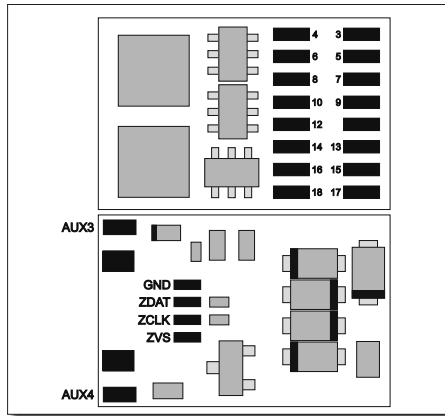 4 3
6 5
8 7
10 9
12
14 13
16 15
18 17
AUX3
GND
ZDAT
ZCLK
ZVS
AUX4